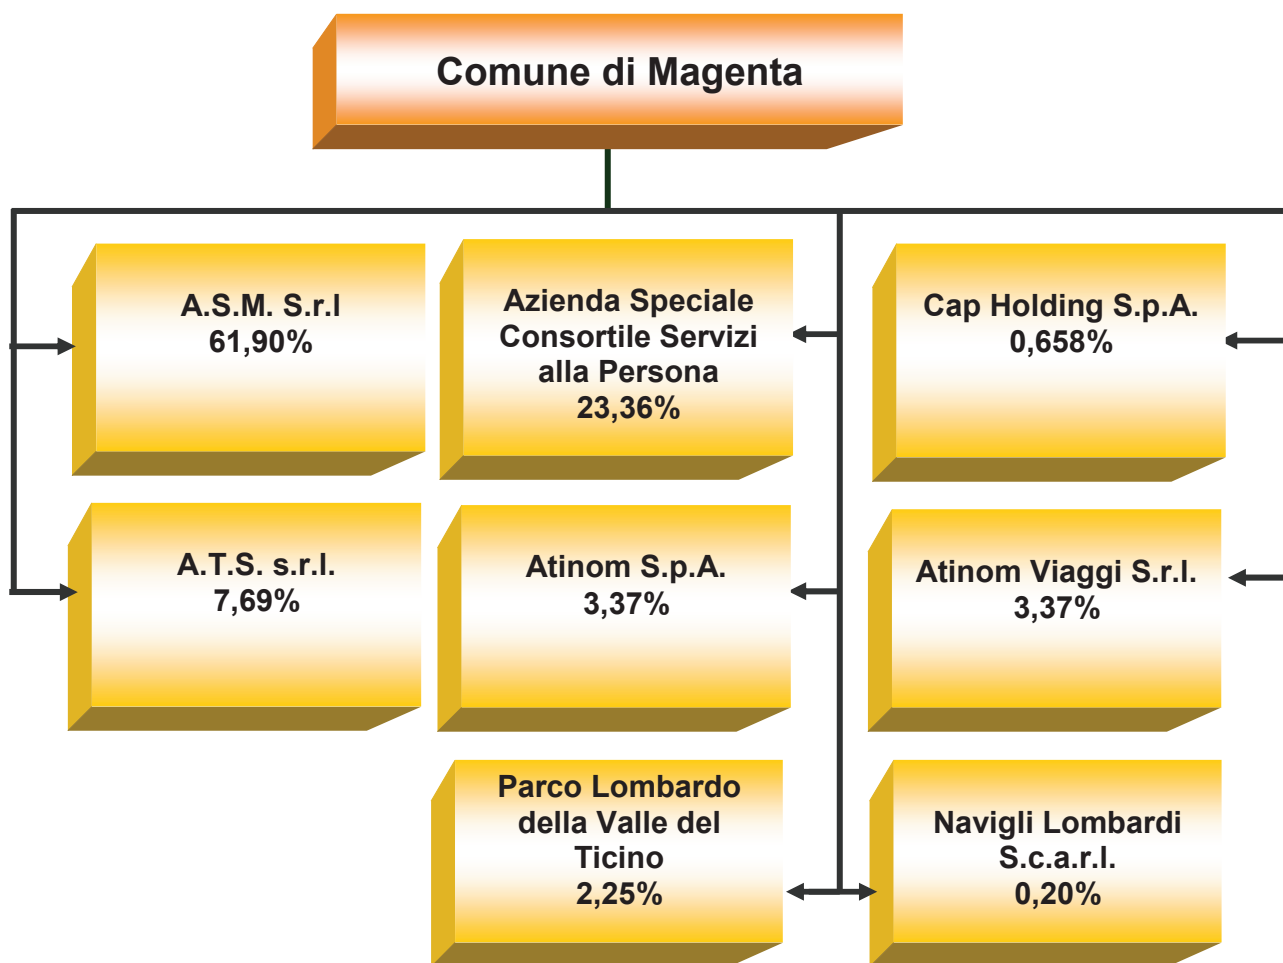 Comune di Magenta
A.S.M. S.r.l
61,90%
Azienda Speciale
Consortile Servizi
alla Persona
23,36%
Cap Holding S.p.A.
0,658%
A.T.S. s.r.l.
7,69%
Atinom S.p.A.
3,37%
Atinom Viaggi S.r.l.
3,37%
Parco Lombardo
della Valle del
Ticino
2,25%
Navigli Lombardi
S.c.a.r.l.
0,20%